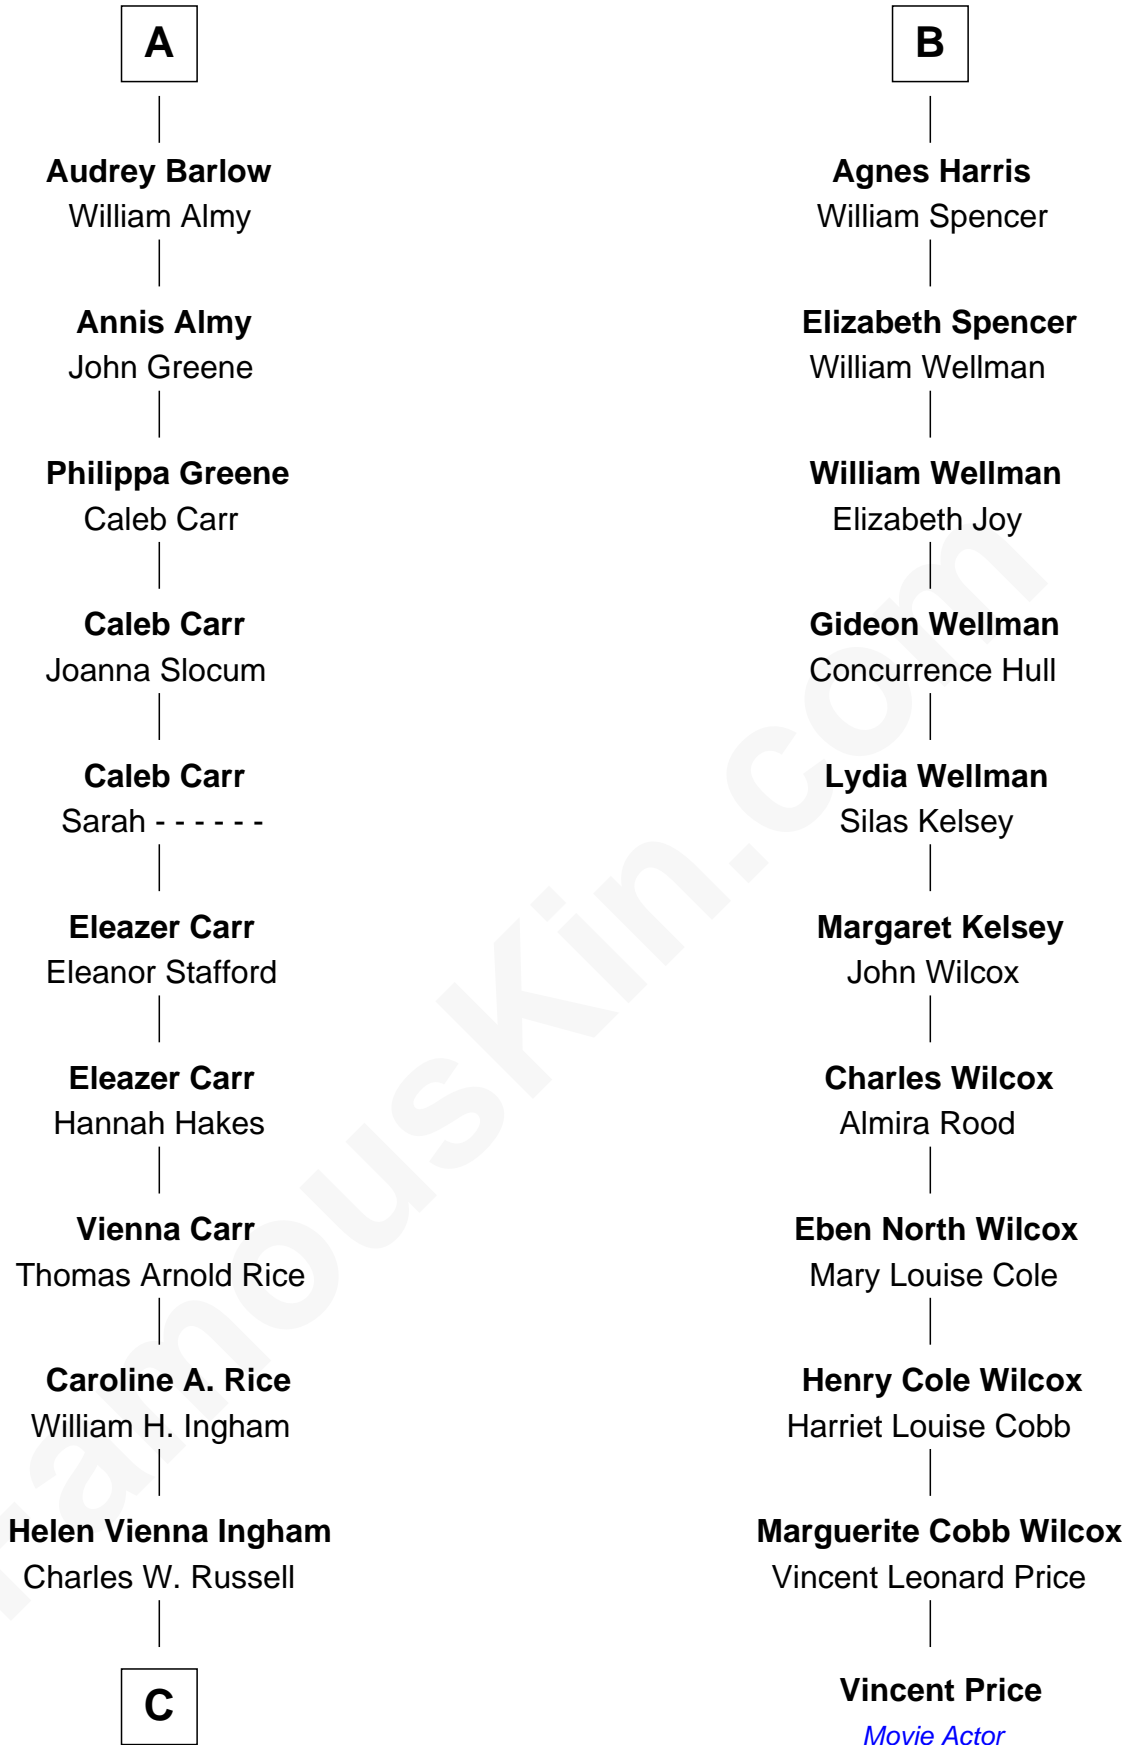 A
Audrey Barlow
William Almy
Annis Almy
John Greene
Philippa Greene
Caleb Carr
Caleb Carr
Joanna Slocum
Caleb Carr
Sarah - - - - - -
Eleazer Carr
Eleanor Stafford
Eleazer Carr
Hannah Hakes
Vienna Carr
Thomas Arnold Rice
Caroline A. Rice
William H. Ingham
Helen Vienna Ingham
Charles W. Russell
C
B
Agnes Harris
William Spencer
Elizabeth Spencer
William Wellman
William Wellman
Elizabeth Joy
Gideon Wellman
Concurrence Hull
Lydia Wellman
Silas Kelsey
Margaret Kelsey
John Wilcox
Charles Wilcox
Almira Rood
Eben North Wilcox
Mary Louise Cole
Henry Cole Wilcox
Harriet Louise Cobb
Marguerite Cobb Wilcox
Vincent Leonard Price
Vincent Price
Movie Actor
FamousKin.com